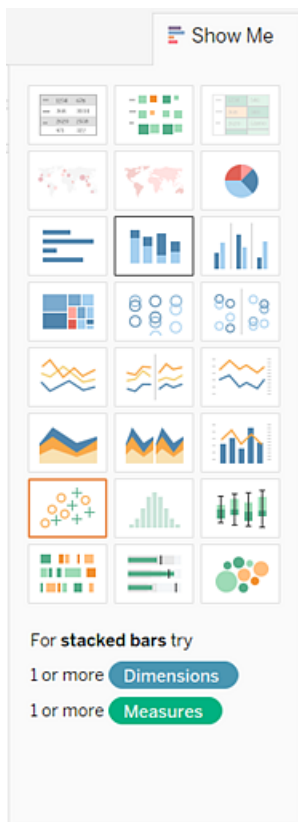 Show Me
For stacked bars try
1 or more Dimensions
1 or more Measures